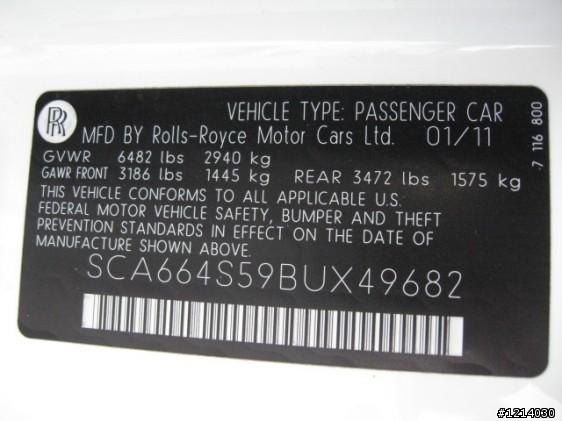 RR
VEHICLE TYPE: PASSENGER CAR
MFD BY Rolls-Royce Motor Cars Ltd. 01/11
GVWR 6482 lbs 2940 kg
GAWR FRONT 3186 lbs 1445 kg REAR 3472 lbs 1575 kg
THIS VEHICLE CONFORMS TO ALL APPLICABLE U.S.
FEDERAL MOTOR VEHICLE SAFETY, BUMPER AND THEFT
PREVENTION STANDARDS IN EFFECT ON THE DATE OF
MANUFACTURE SHOWN ABOVE.
SCA664S59BUX49682
7 116 800
#1214030